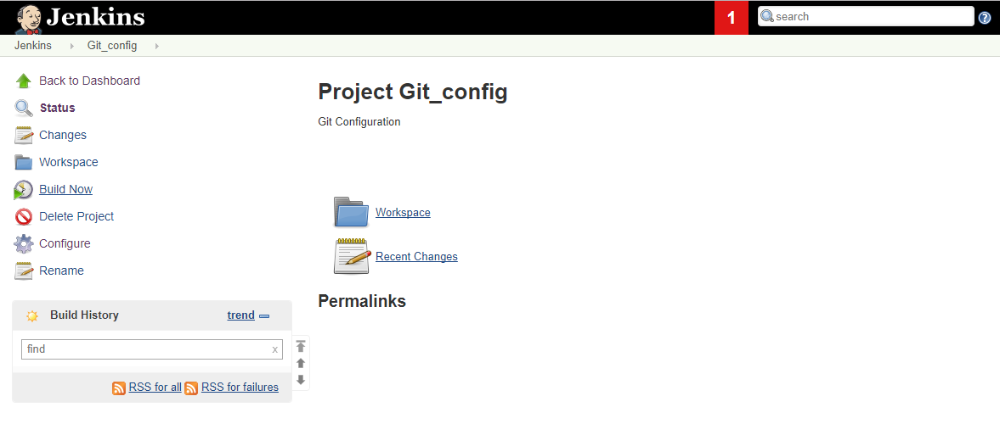 Jenkins
1
search
?
Jenkins Git_config
Back to Dashboard
Status
Changes
Workspace
Build Now
Delete Project
Configure
Rename
Build History trend
find x
RSS for all RSS for failures
Project Git_config
Git Configuration
Workspace
Recent Changes
Permalinks